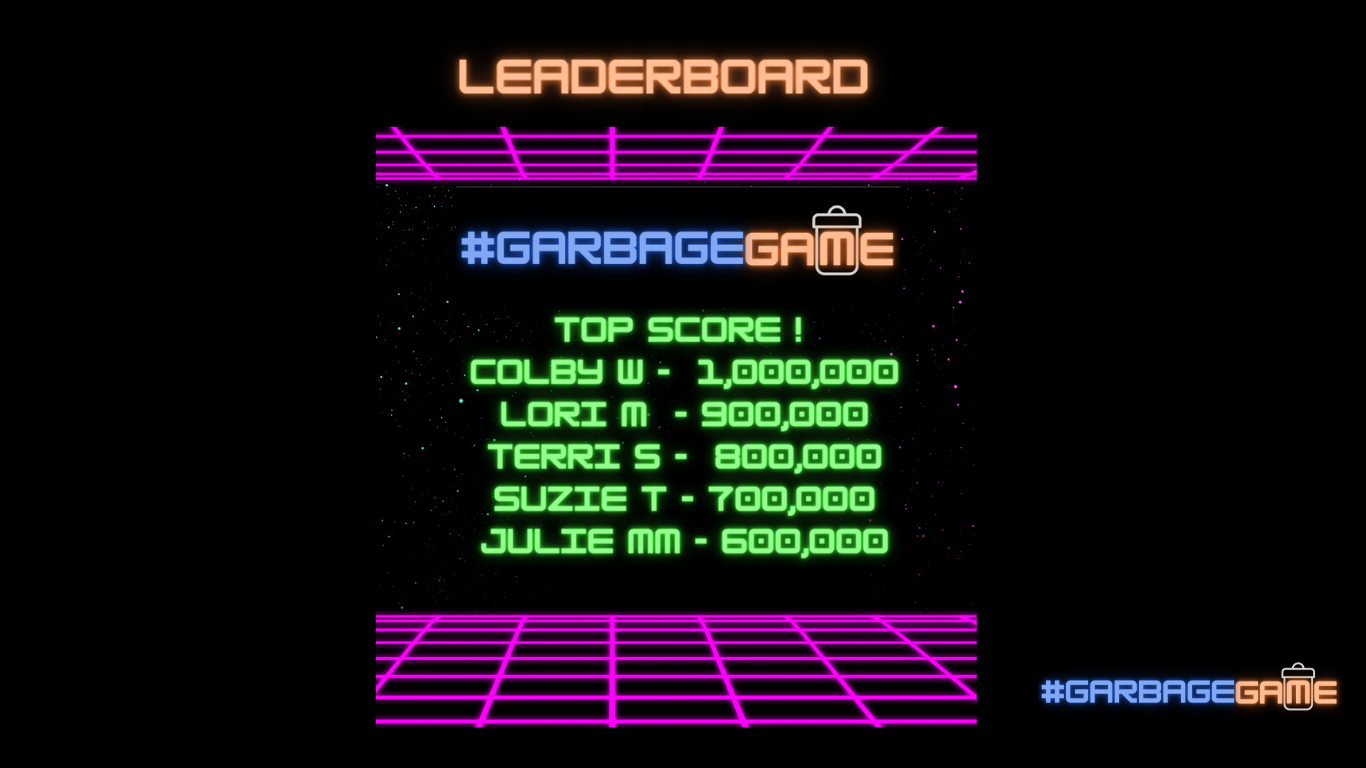 LEADERBOARD
#GARBAGEGAME
TOP SCORE !
COLBY W - 1,000,000
LORI M - 900,000
TERRI S - 800,000
SUZIE T - 700,000
JULIE MM - 600,000
#GARBAGEGAME